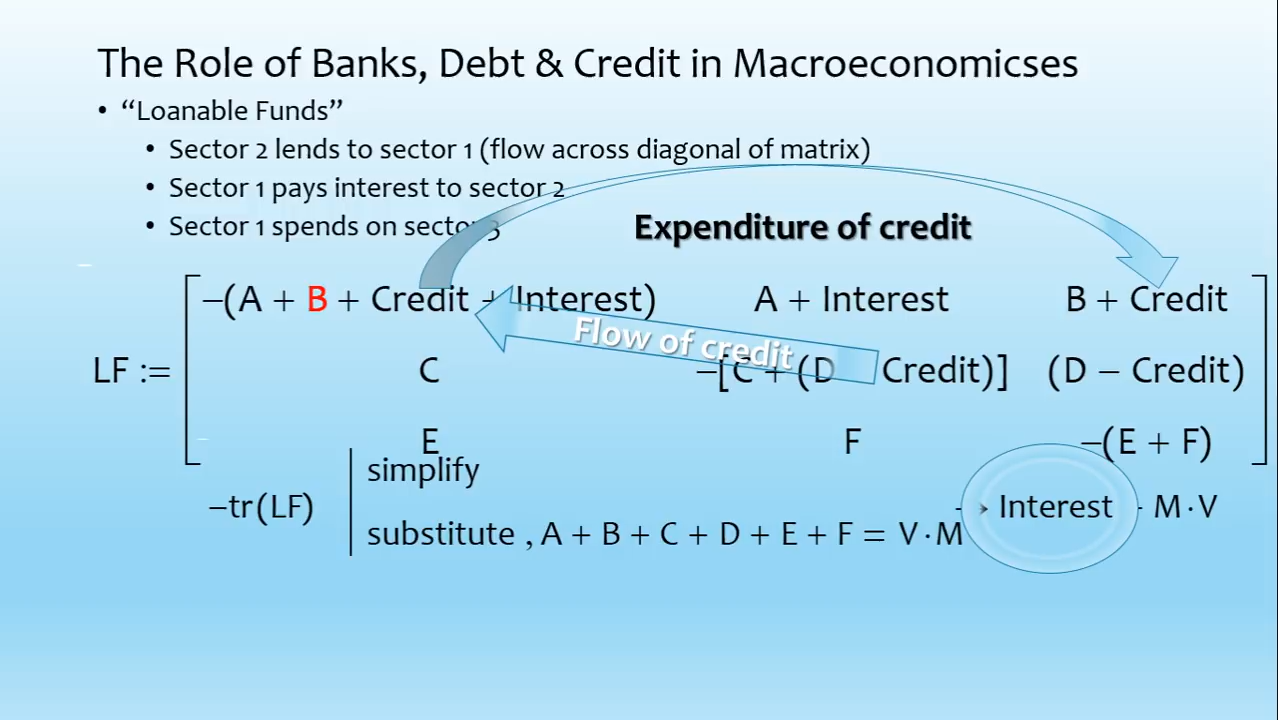 The Role of Banks, Debt & Credit in Macroeconomicses
• “Loanable Funds”
• Sector 2 lends to sector 1 (flow across diagonal of matrix)
• Sector 1 pays interest to sector 2
• Sector 1 spends on sector 3
Expenditure of credit
−(A + B + Credit + Interest) A + Interest B + Credit
Flow of credit
LF := C −[C + (D Credit)] (D − Credit)
E F −(E + F)
simplify
−tr(LF) → Interest + M·V
substitute , A + B + C + D + E + F = V·M